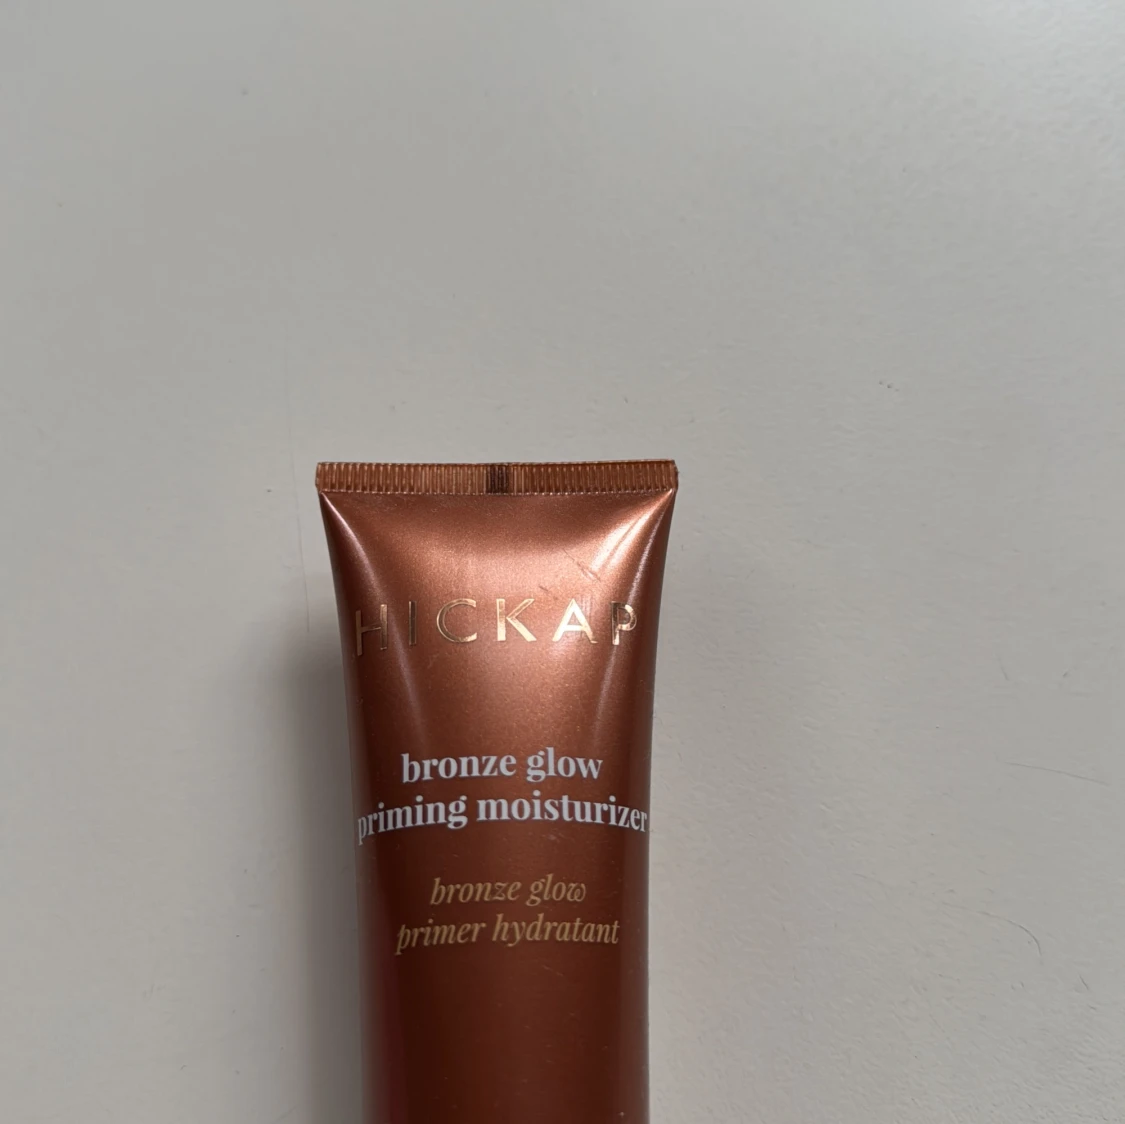 HICKAP
bronze glow
priming moisturizer
bronze glow
primer hydratant